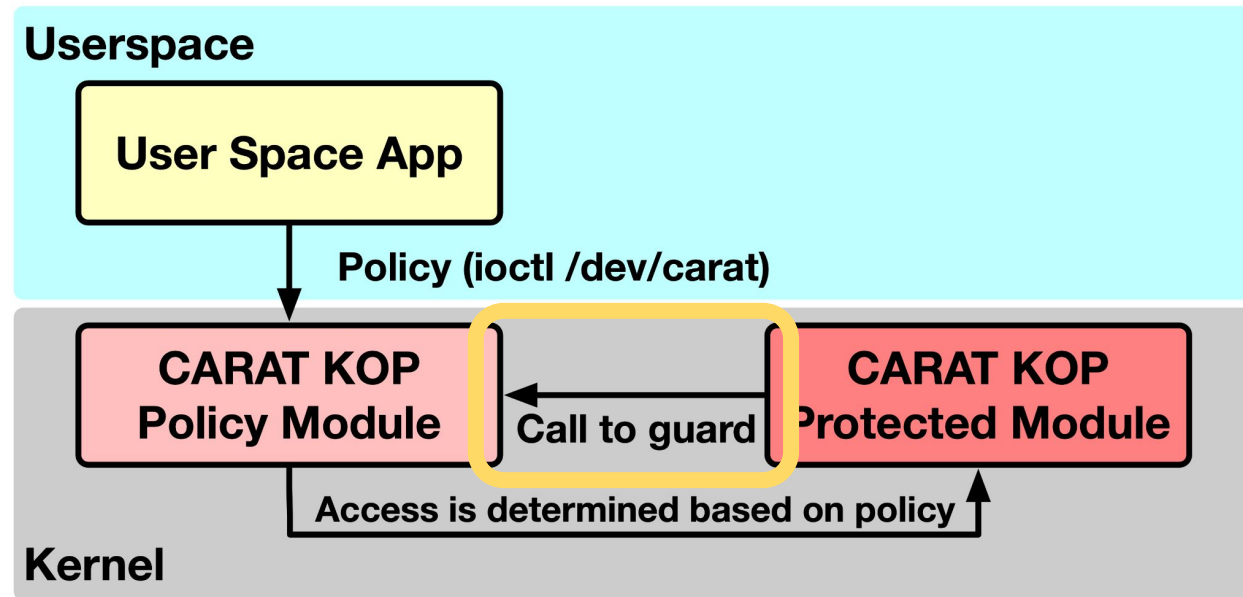 Userspace
User Space App
Policy (ioctl /dev/carat)
CARAT KOP
Policy Module
Call to guard
CARAT KOP
Protected Module
Access is determined based on policy
Kernel